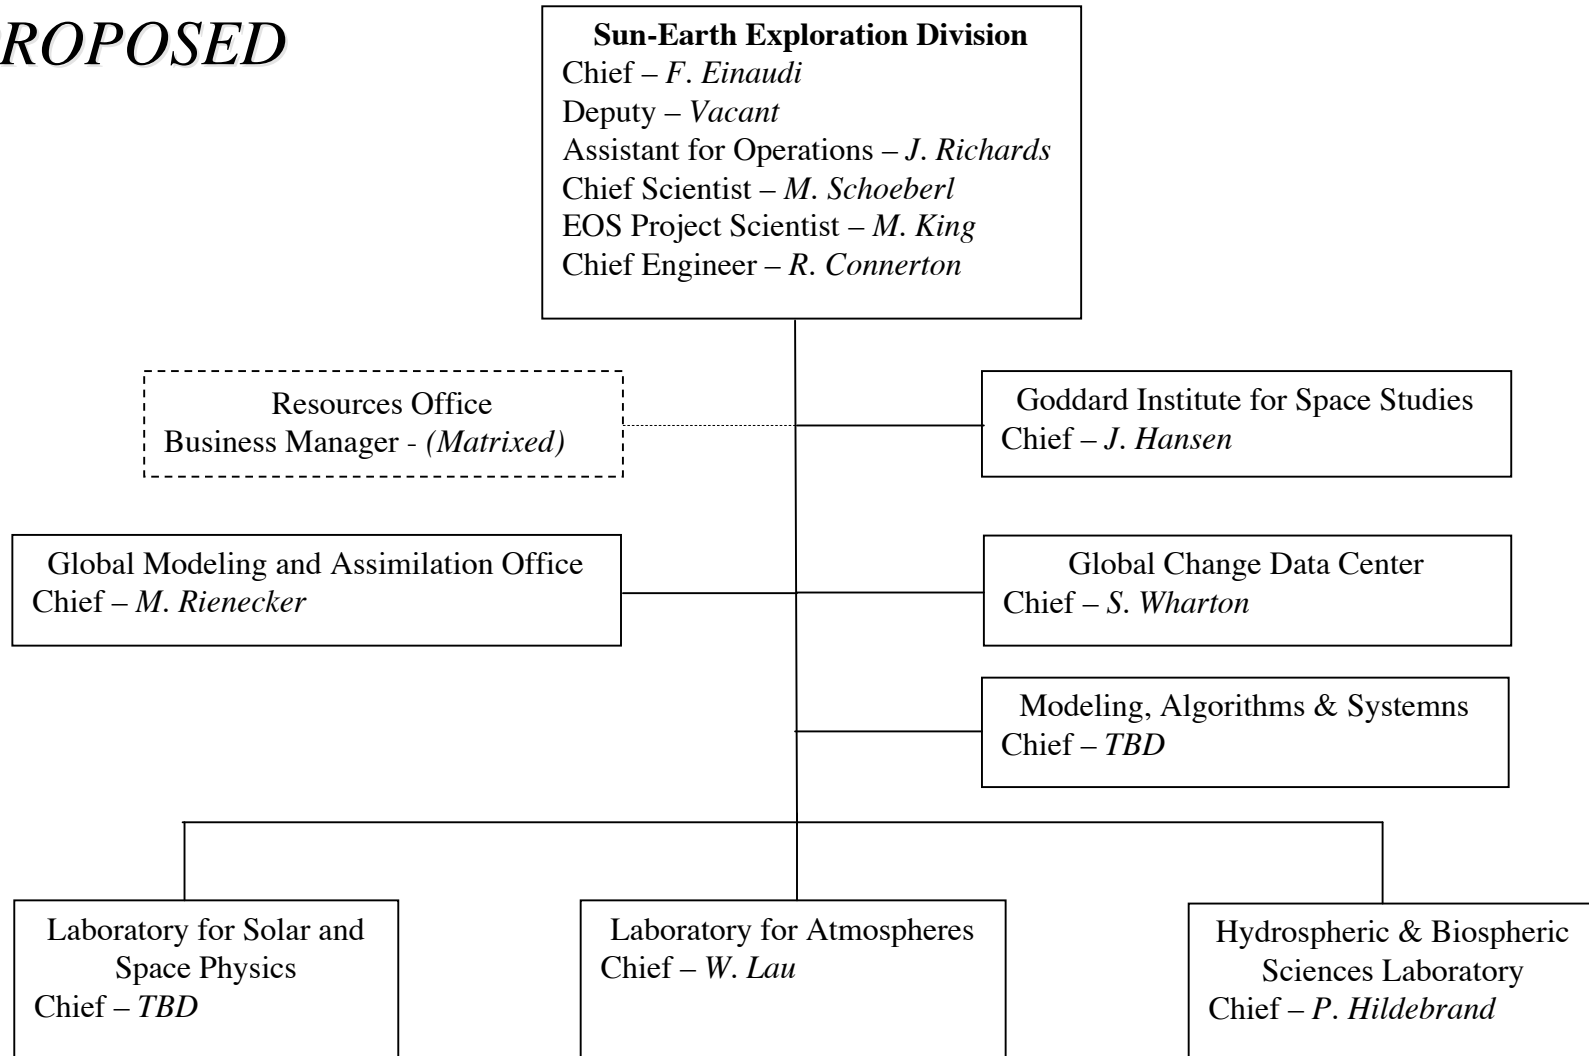 ROPOSED
Sun-Earth Exploration Division
Chief – F. Einaudi
Deputy – Vacant
Assistant for Operations – J. Richards
Chief Scientist – M. Schoeberl
EOS Project Scientist – M. King
Chief Engineer – R. Connerton
Resources Office
Business Manager - (Matrixed)
Goddard Institute for Space Studies
Chief – J. Hansen
Global Modeling and Assimilation Office
Chief – M. Rienecker
Global Change Data Center
Chief – S. Wharton
Modeling, Algorithms & Systemns
Chief – TBD
Laboratory for Solar and
Space Physics
Chief – TBD
Laboratory for Atmospheres
Chief – W. Lau
Hydrospheric & Biospheric
Sciences Laboratory
Chief – P. Hildebrand